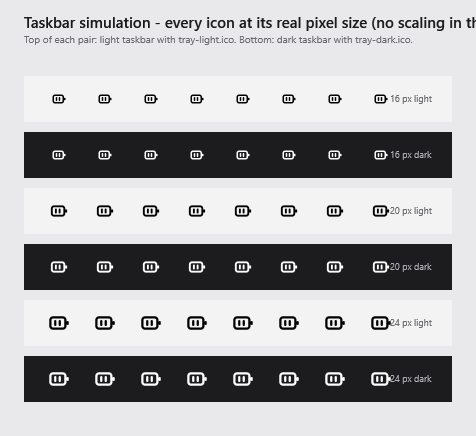 Taskbar simulation - every icon at its real pixel size (no scaling in th
Top of each pair: light taskbar with tray-light.ico. Bottom: dark taskbar with tray-dark.ico.
16 px light
16 px dark
20 px light
20 px dark
24 px light
24 px dark